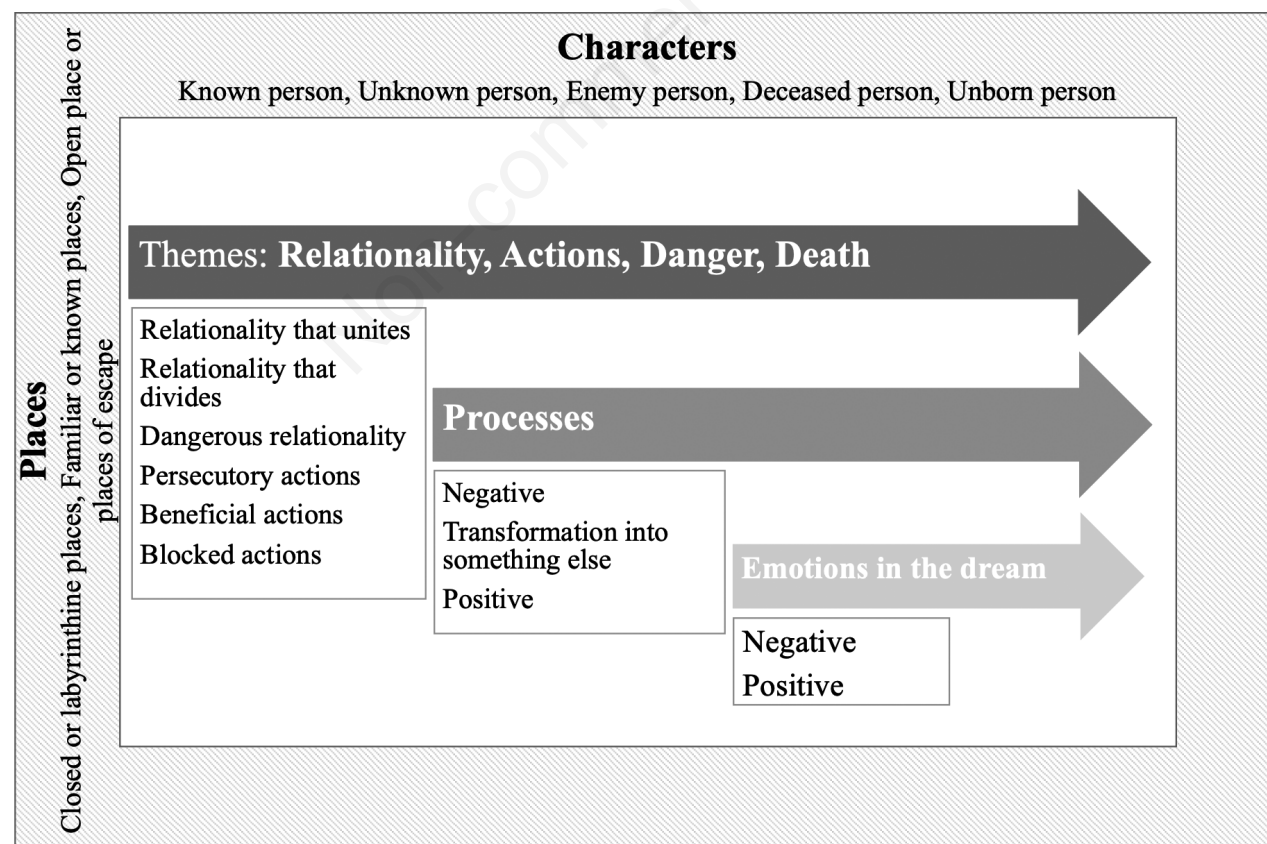 Characters
Known person, Unknown person, Enemy person, Deceased person, Unborn person
Places
Closed or labyrinthine places, Familiar or known places, Open place or
places of escape
Themes: Relationality, Actions, Danger, Death
Relationality that unites
Relationality that
divides
Dangerous relationality
Persecutory actions
Beneficial actions
Blocked actions
Processes
Negative
Transformation into
something else
Positive
Emotions in the dream
Negative
Positive